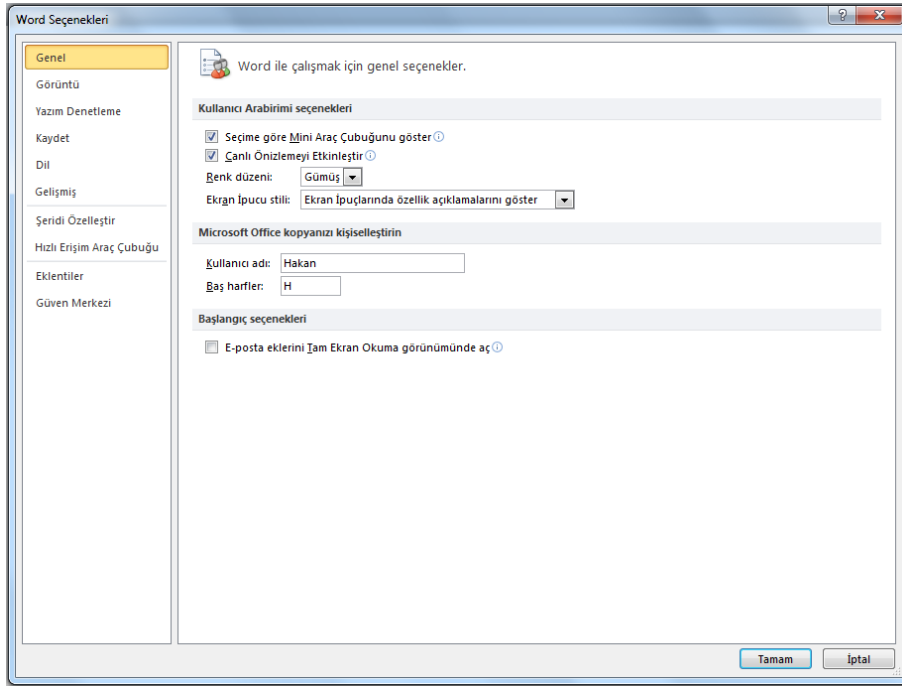 Word Seçenekleri
Genel
Görüntü
Yazım Denetleme
Kaydet
Dil
Gelişmiş
Şeridi Özelleştir
Hızlı Erişim Araç Çubuğu
Eklentiler
Güven Merkezi
Word ile çalışmak için genel seçenekler.
Kullanıcı Arabirimi seçenekleri
Seçime göre Mini Araç Çubuğunu göster
Canlı Önizlemeyi Etkinleştir
Renk düzeni: Gümüş
Ekran İpucu stili: Ekran İpuçlarında özellik açıklamalarını göster
Microsoft Office kopyanızı kişiselleştirin
Kullanıcı adı: Hakan
Baş harfler: H
Başlangıç seçenekleri
E-posta eklerini Tam Ekran Okuma görünümünde aç
Tamam İptal